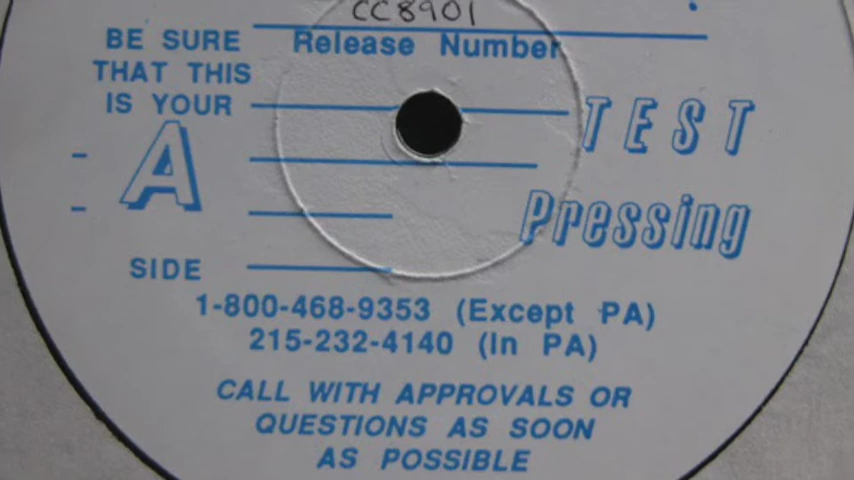 CC8901
BE SURE
Release Number
THAT THIS
IS YOUR
TEST
A
Pressing
SIDE
1-800-468-9353 (Except PA)
215-232-4140 (In PA)
CALL WITH APPROVALS OR
QUESTIONS AS SOON
AS POSSIBLE